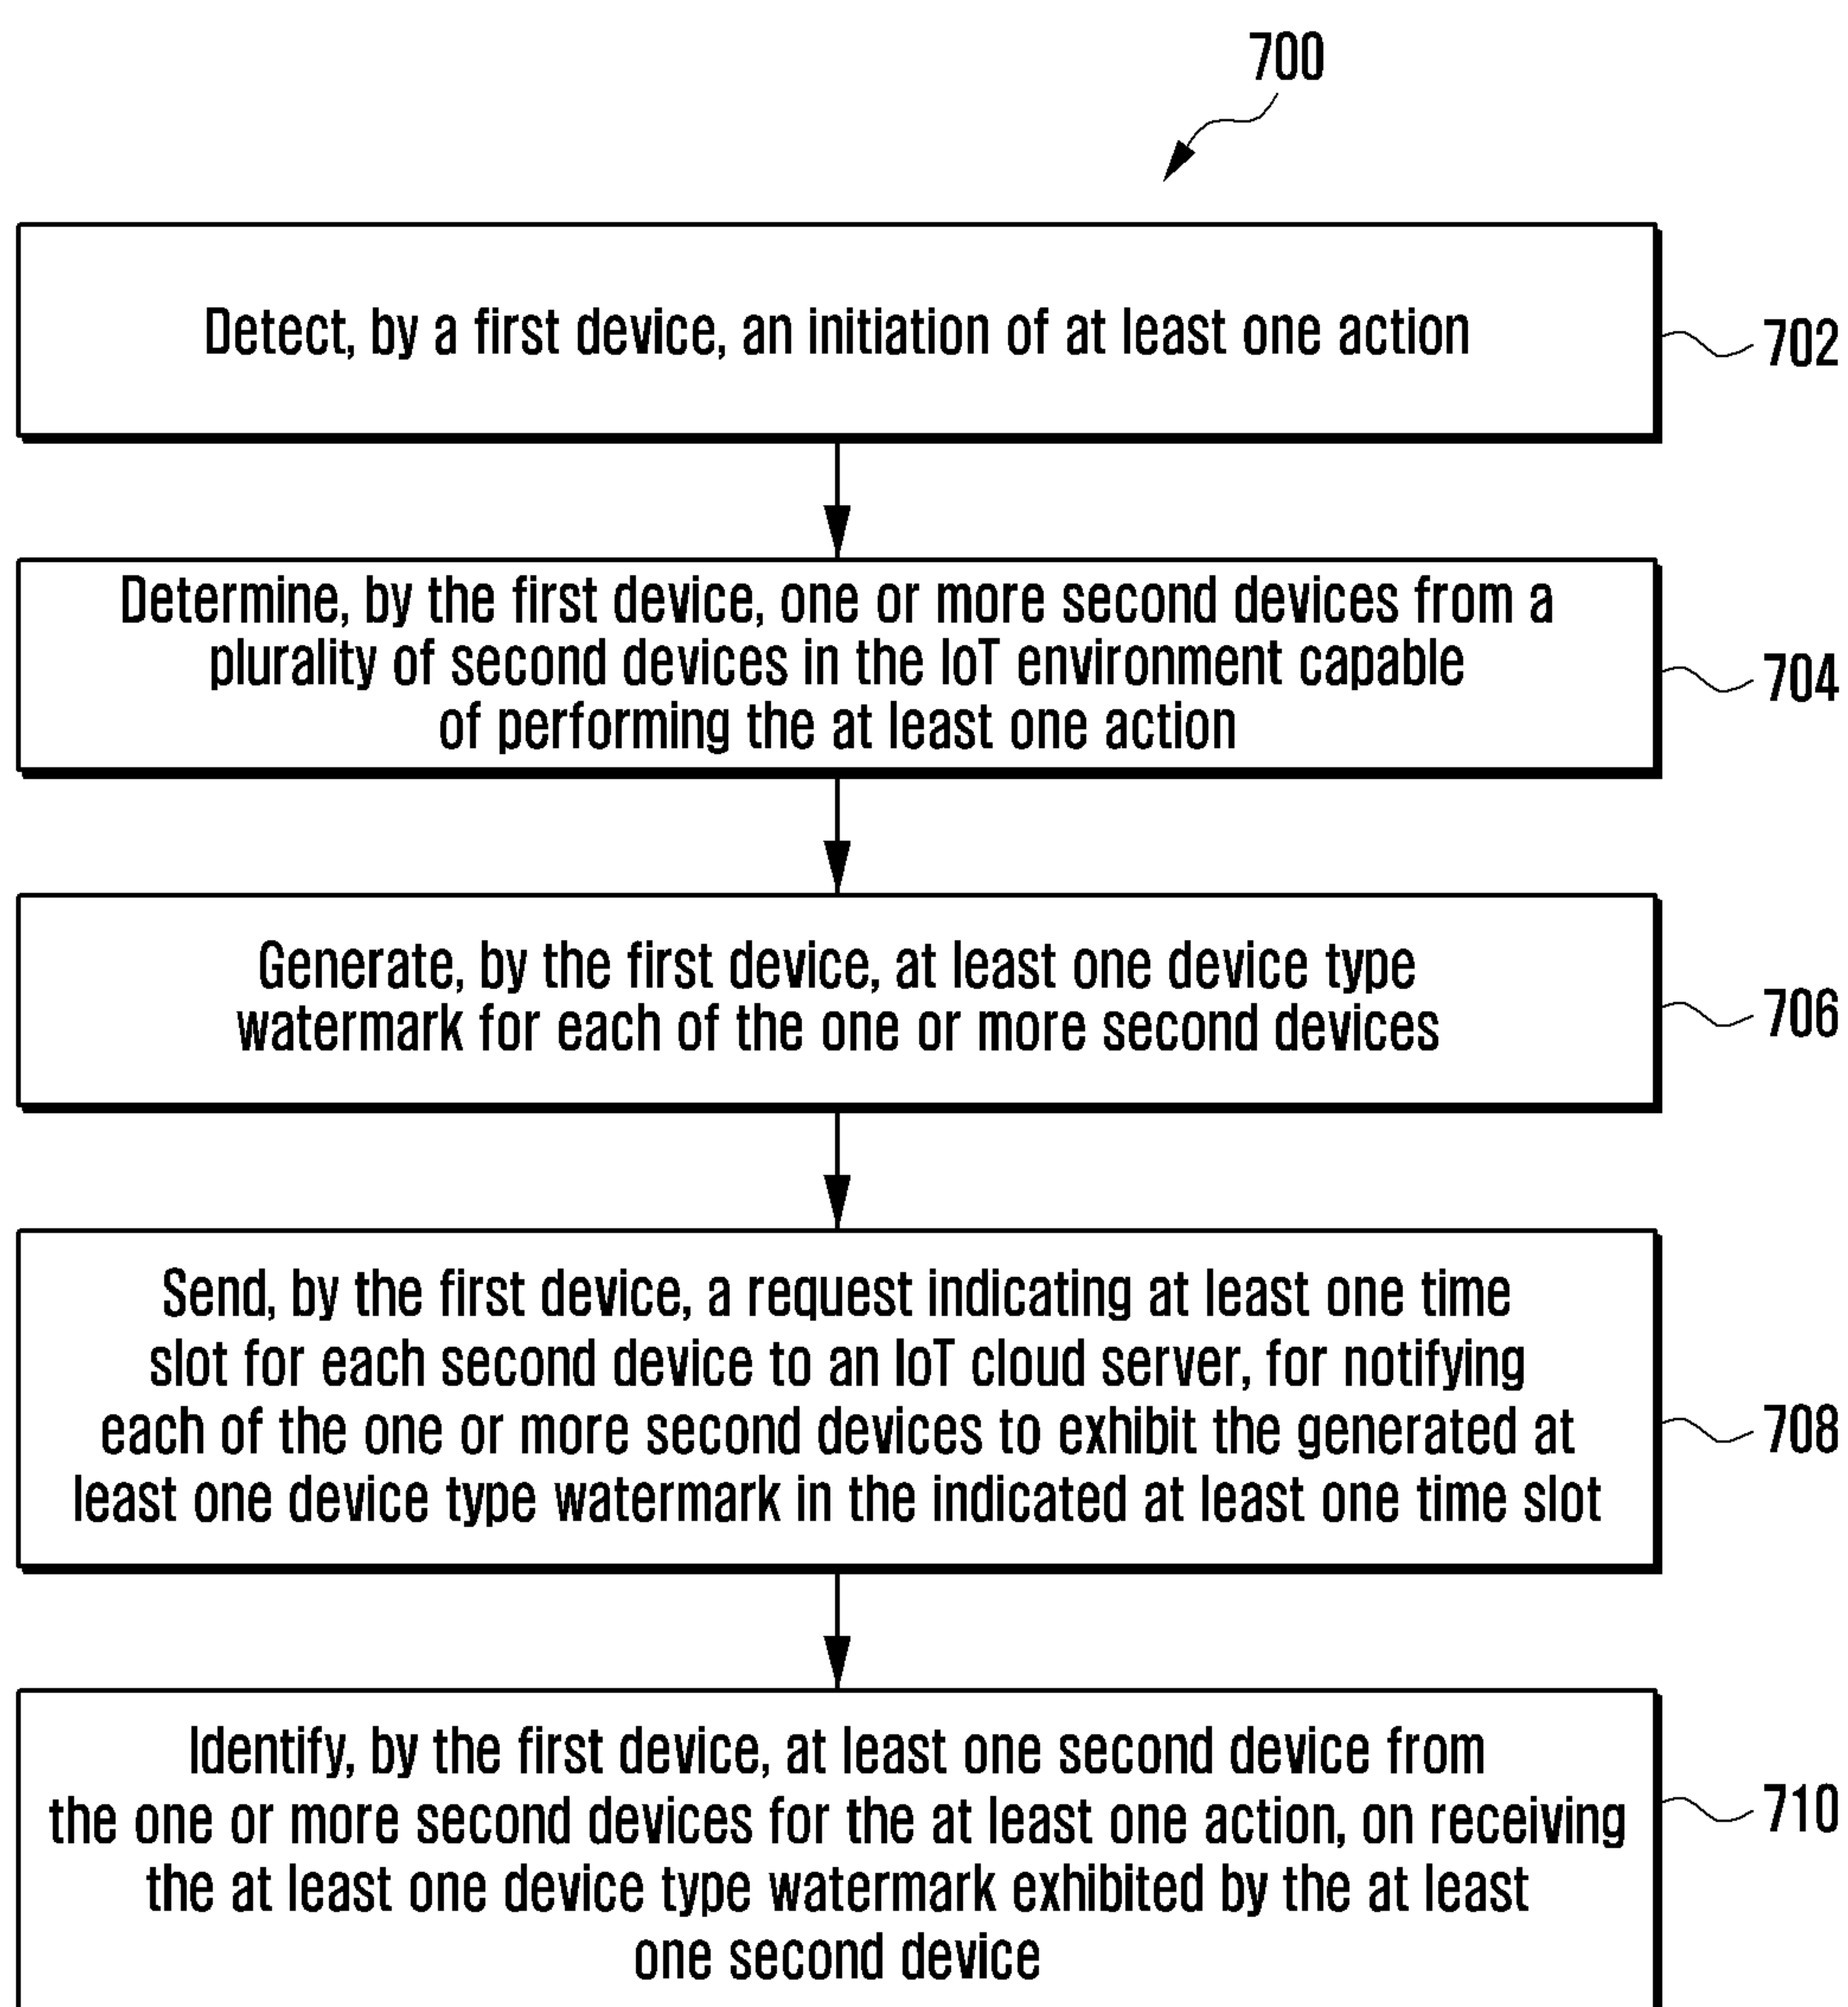 700
Detect, by a first device, an initiation of at least one action
702
Determine, by the first device, one or more second devices from a
plurality of second devices in the IoT environment capable
of performing the at least one action
704
Generate, by the first device, at least one device type
watermark for each of the one or more second devices
706
Send, by the first device, a request indicating at least one time
slot for each second device to an IoT cloud server, for notifying
each of the one or more second devices to exhibit the generated at
least one device type watermark in the indicated at least one time slot
708
Identify, by the first device, at least one second device from
the one or more second devices for the at least one action, on receiving
the at least one device type watermark exhibited by the at least
one second device
710